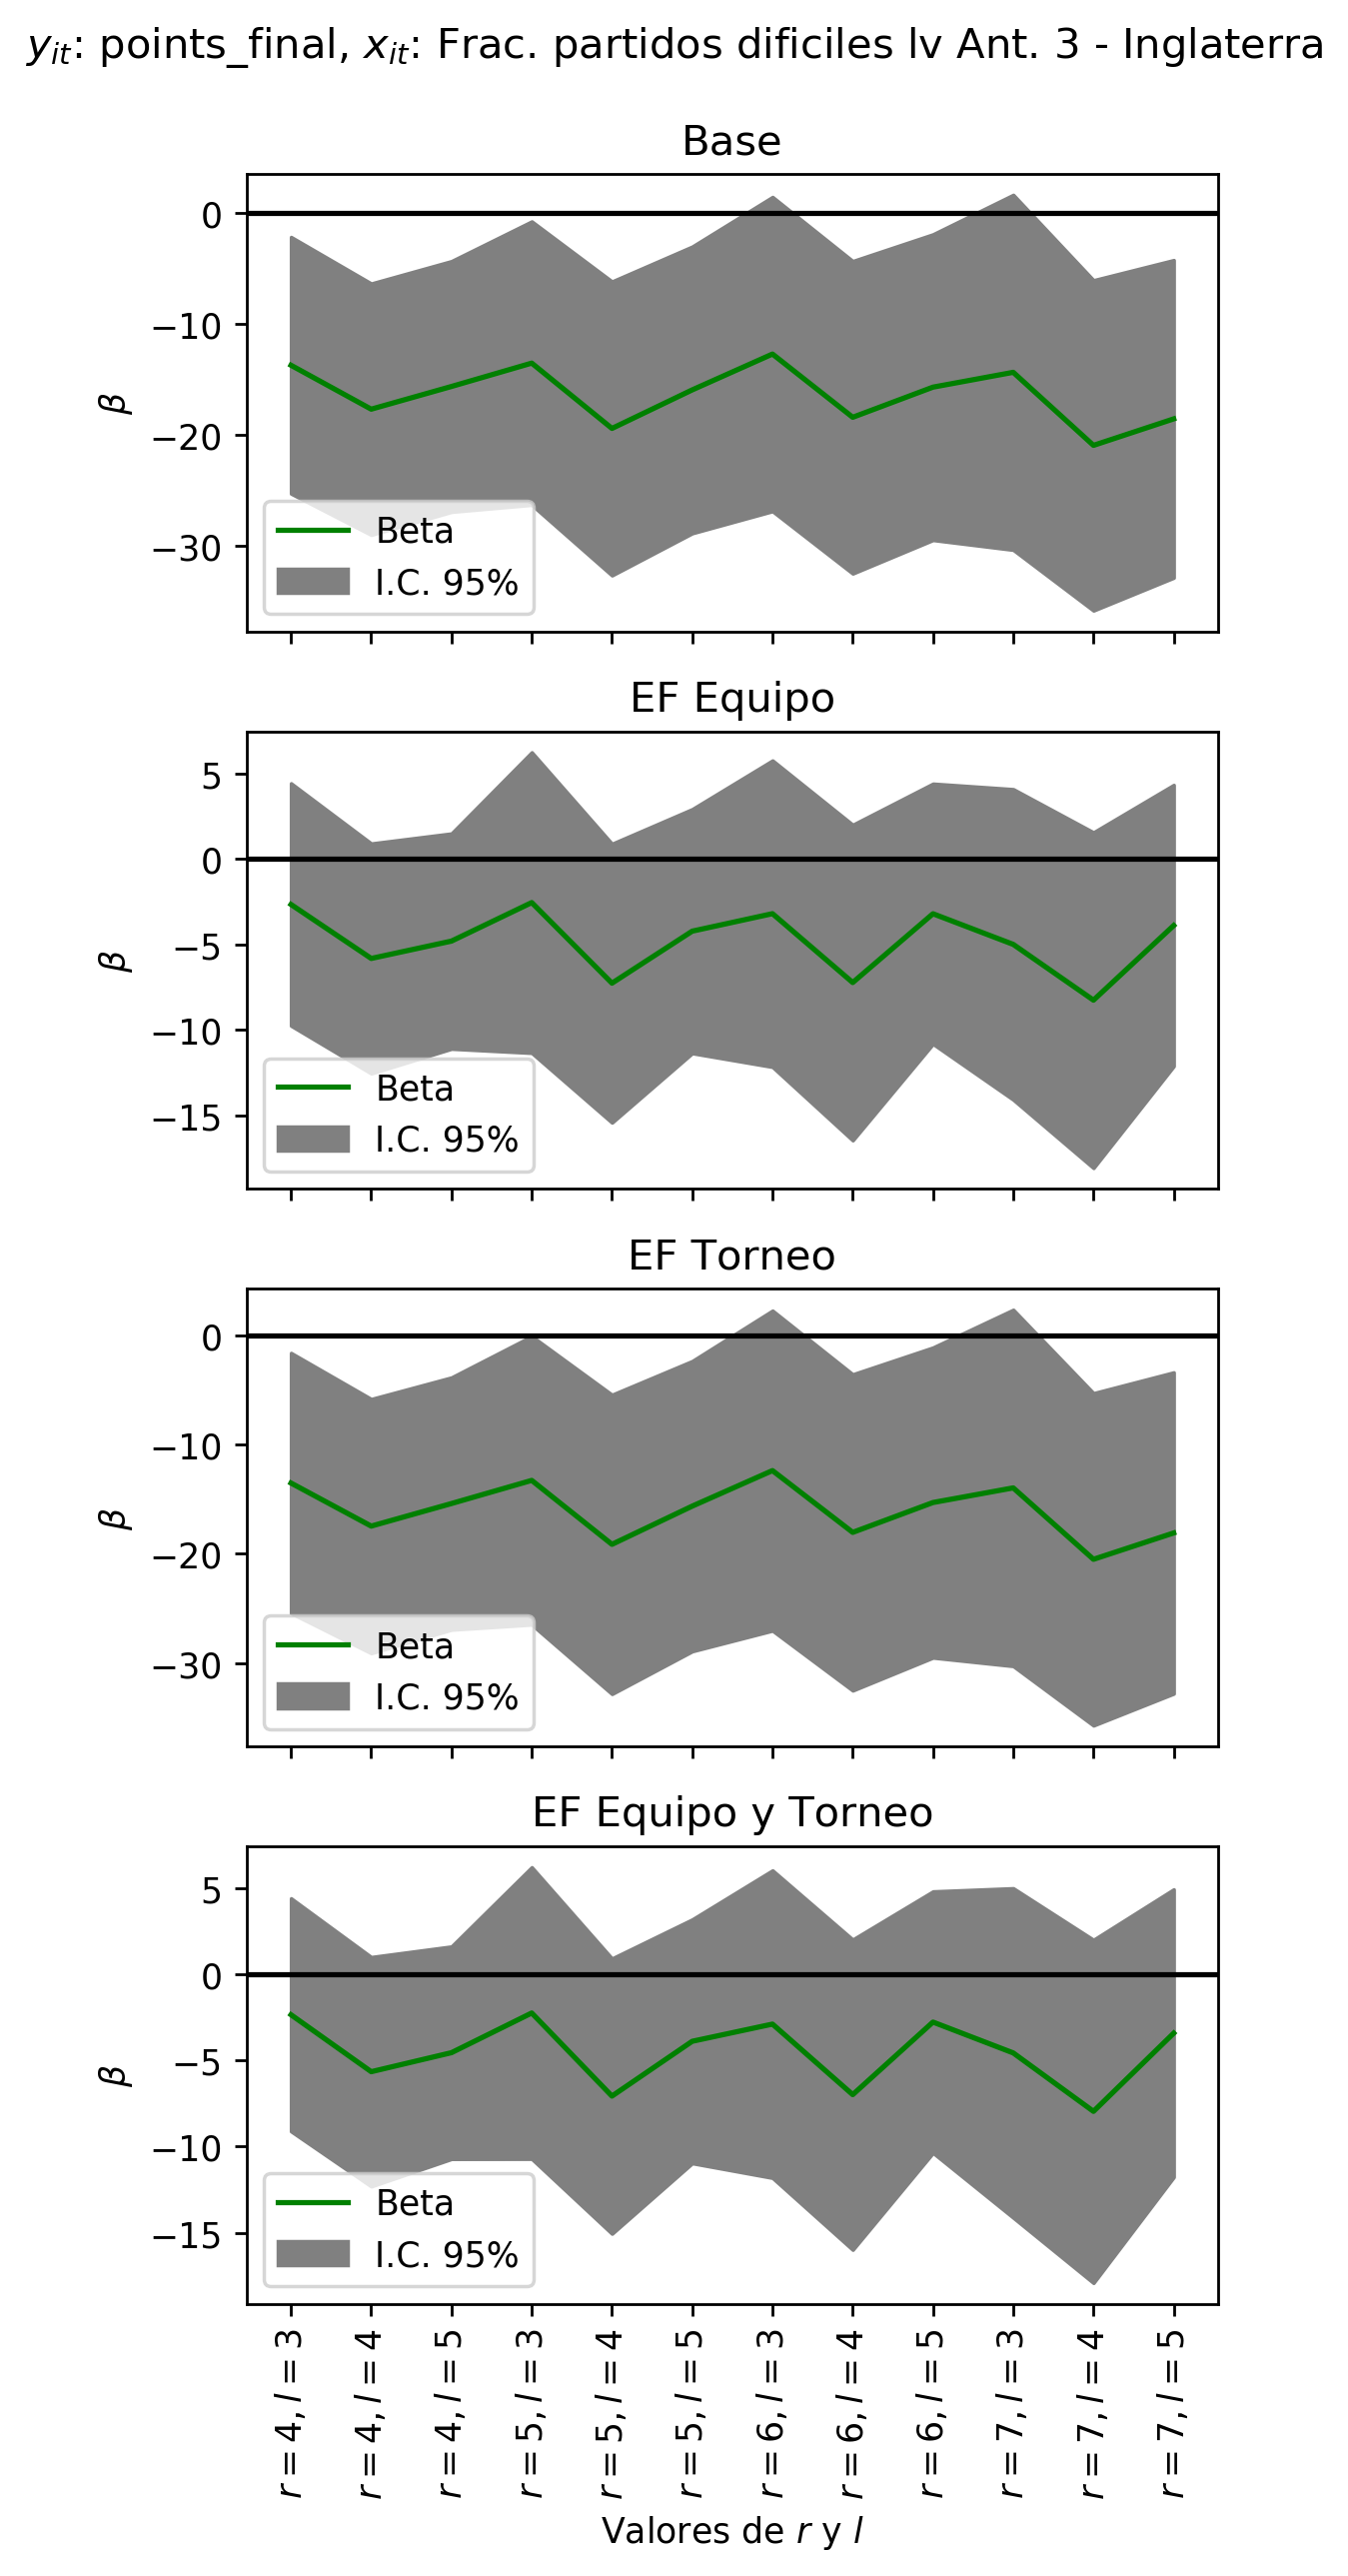 y_it: points_final, x_it: Frac. partidos dificiles lv Ant. 3 - Inglaterra
Base
0
−10
−20
−30
β
Beta
I.C. 95%
EF Equipo
5
0
−5
−10
−15
β
Beta
I.C. 95%
EF Torneo
0
−10
−20
−30
β
Beta
I.C. 95%
EF Equipo y Torneo
5
0
−5
−10
−15
β
Beta
I.C. 95%
r = 4, l = 3
r = 4, l = 4
r = 4, l = 5
r = 5, l = 3
r = 5, l = 4
r = 5, l = 5
r = 6, l = 3
r = 6, l = 4
r = 6, l = 5
r = 7, l = 3
r = 7, l = 4
r = 7, l = 5
Valores de r y l